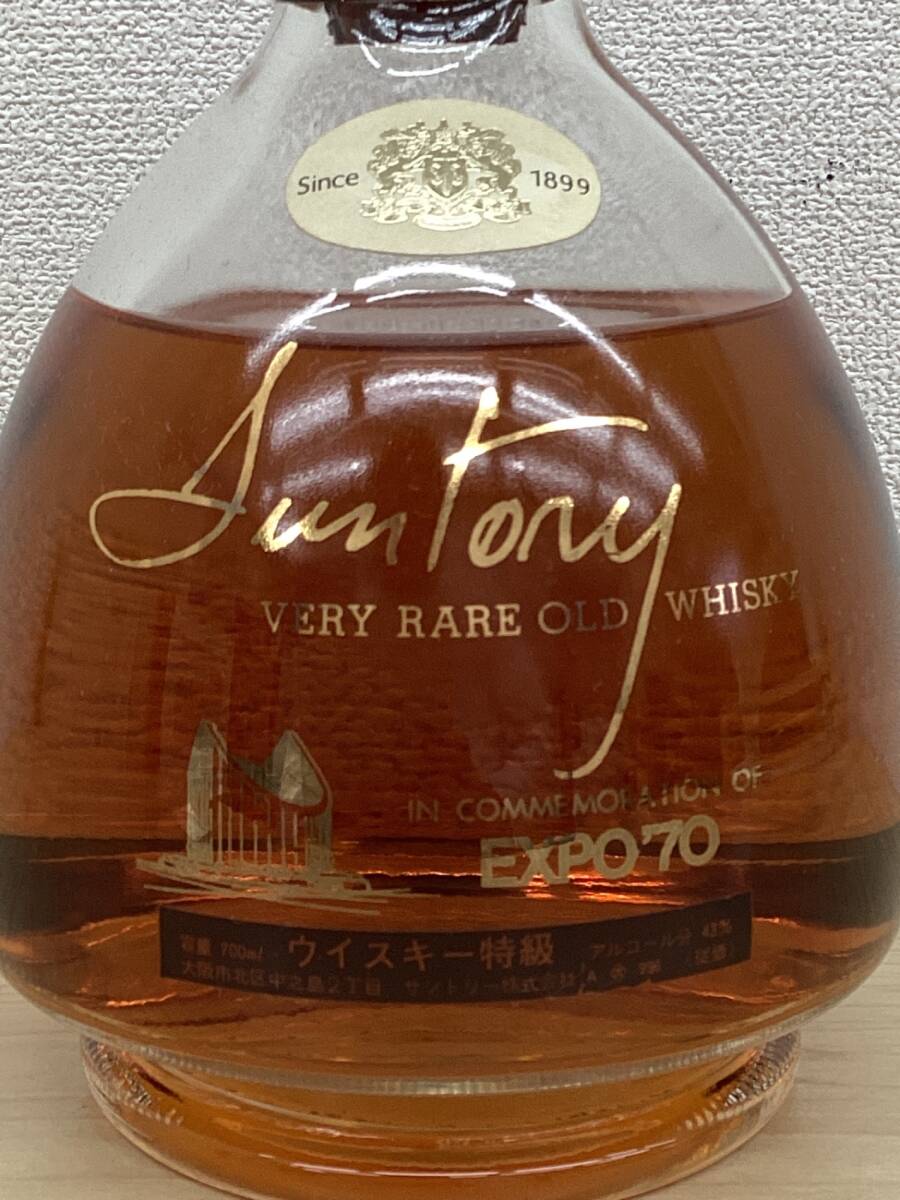 Since 1899
Suntory
VERY RARE OLD WHISKY
IN COMMEMORATION OF
EXPO'70
容量 700ml ウイスキー特級 アルコール分 43%
大阪市北区中之島2丁目 サントリー株式会社